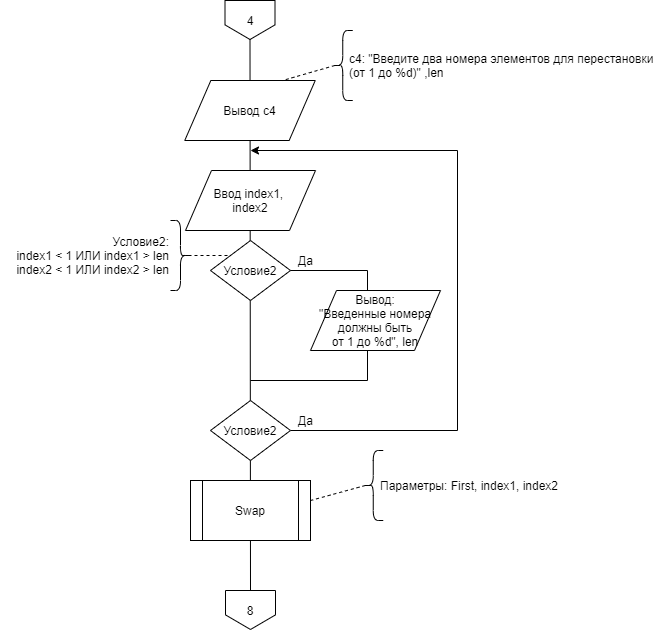 4
c4: "Введите два номера элементов для перестановки
(от 1 до %d)" ,len
Вывод c4
Ввод index1,
index2
Условие2:
index1 < 1 ИЛИ index1 > len
index2 < 1 ИЛИ index2 > len
Условие2
Да
Вывод:
"Введенные номера
должны быть
от 1 до %d", len
Условие2
Да
Параметры: First, index1, index2
Swap
8